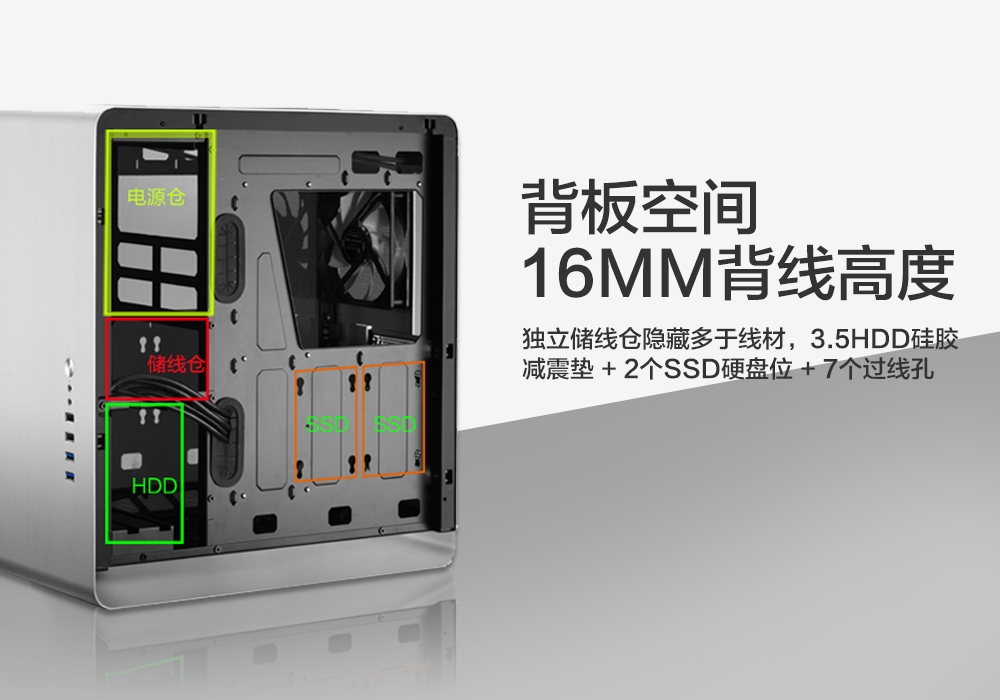 电源仓
储线仓
HDD
SSD
SSD
背板空间
16MM背线高度
独立储线仓隐藏多于线材，3.5HDD硅胶
减震垫 + 2个SSD硬盘位 + 7个过线孔